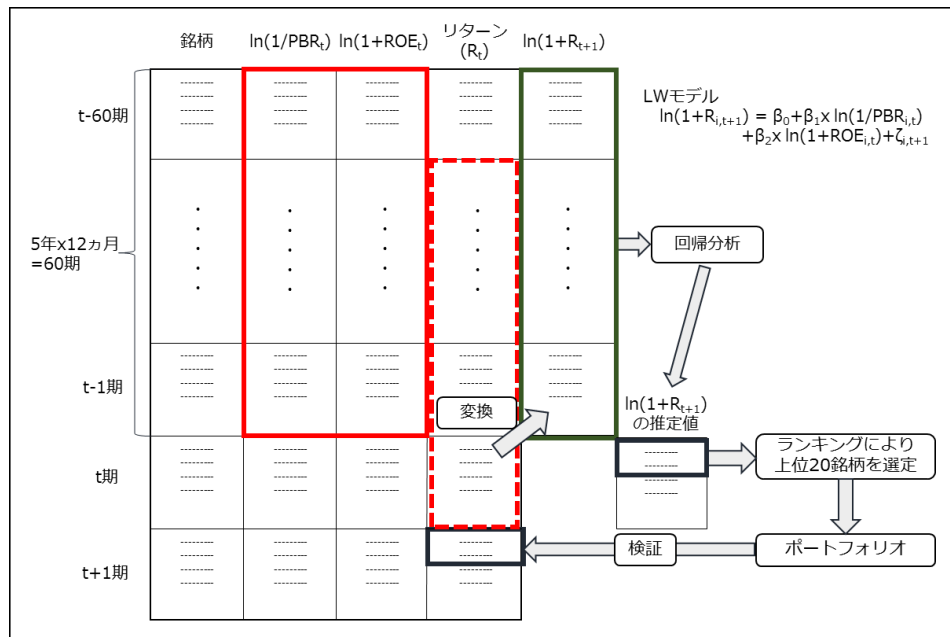 銘柄
ln(1/PBRt)
ln(1+ROEt)
リターン
(Rt)
ln(1+Rt+1)
t-60期
5年x12ヵ月
=60期
t-1期
t期
t+1期
変換
LWモデル
ln(1+Ri,t+1) = β0+β1x ln(1/PBRi,t)
+β2x ln(1+ROEi,t)+ζi,t+1
回帰分析
ln(1+Rt+1)
の推定値
ランキングにより
上位20銘柄を選定
ポートフォリオ
検証